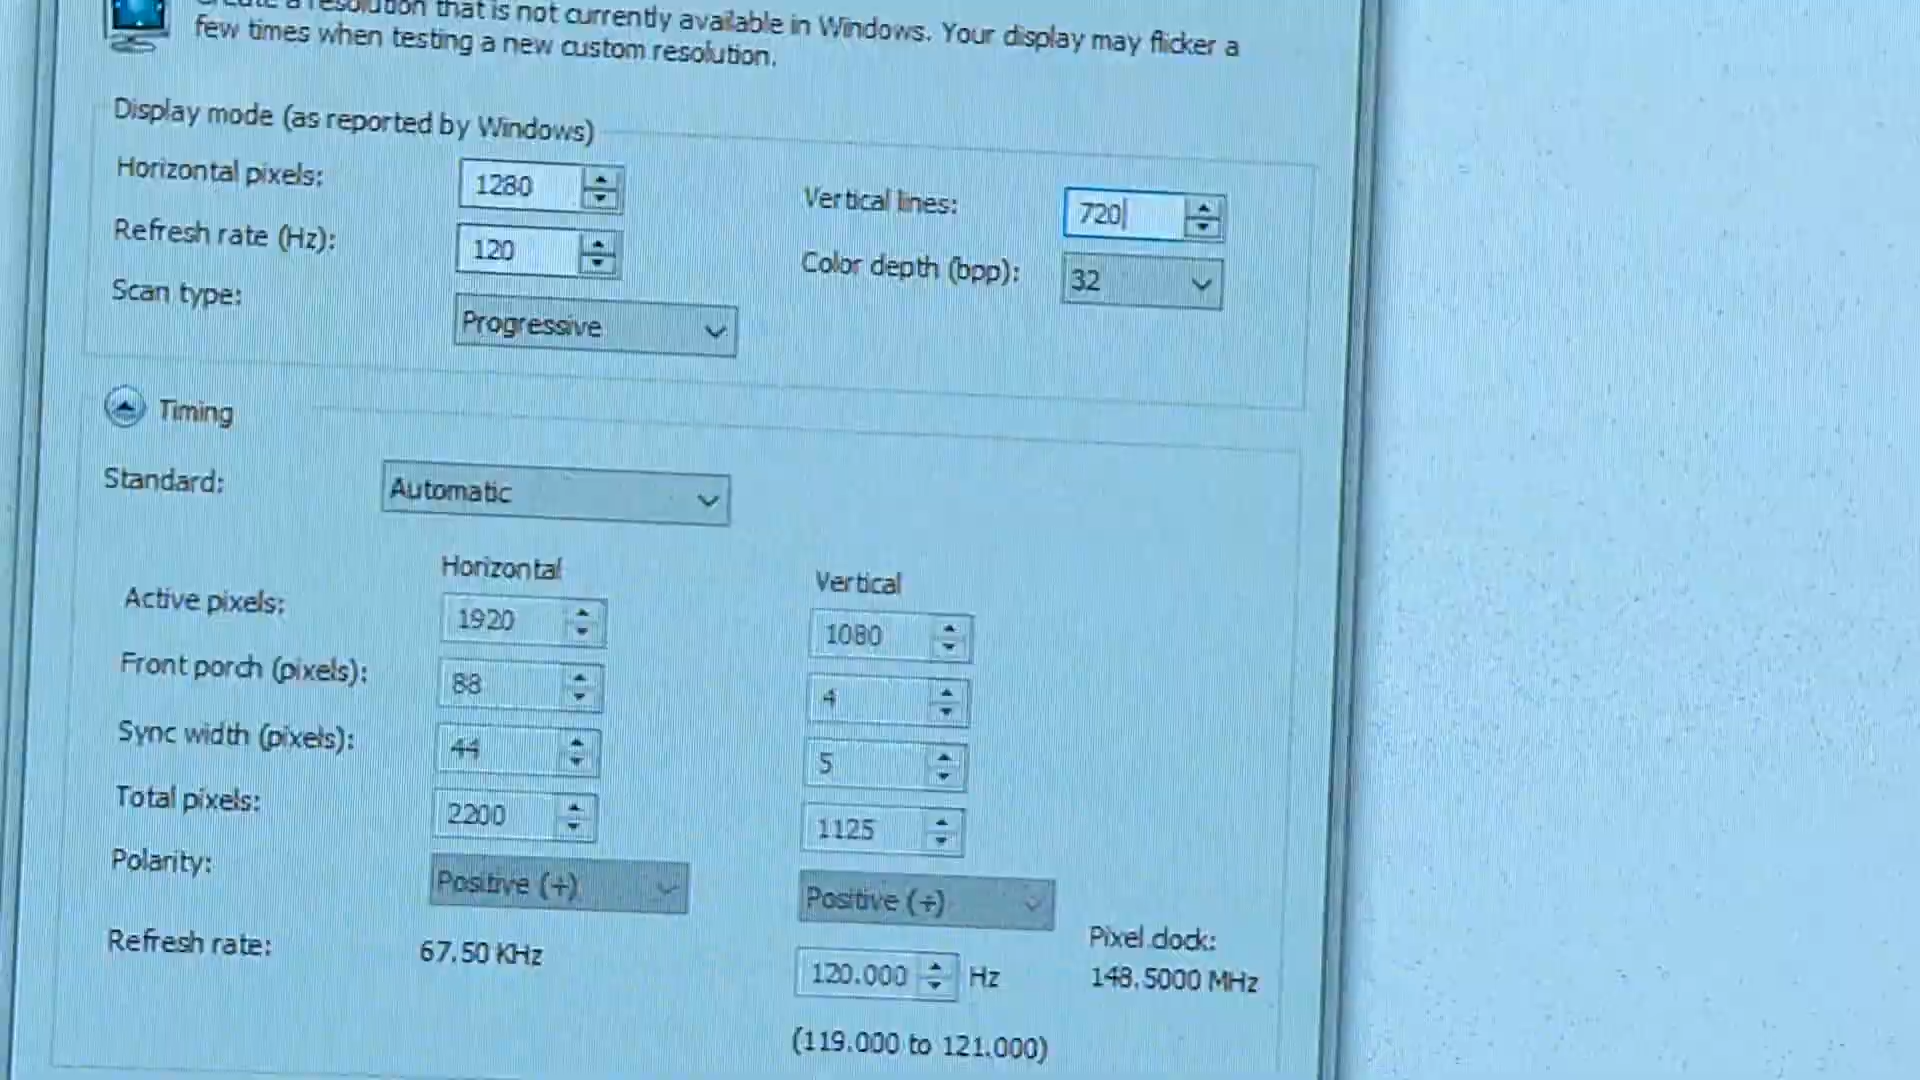 Create a resolution that is not currently available in Windows. Your display may flicker a
few times when testing a new custom resolution.
Display mode (as reported by Windows)
Horizontal pixels: 1280 Vertical lines: 720
Refresh rate (Hz): 120 Color depth (bpp): 32
Scan type: Progressive
Timing
Standard: Automatic
Horizontal Vertical
Active pixels: 1920 1080
Front porch (pixels): 88 4
Sync width (pixels): 44 5
Total pixels: 2200 1125
Polarity: Positive (+) Positive (+)
Refresh rate: 67.50 KHz 120.000 Hz Pixel clock:
148.5000 MHz
(119.000 to 121.000)